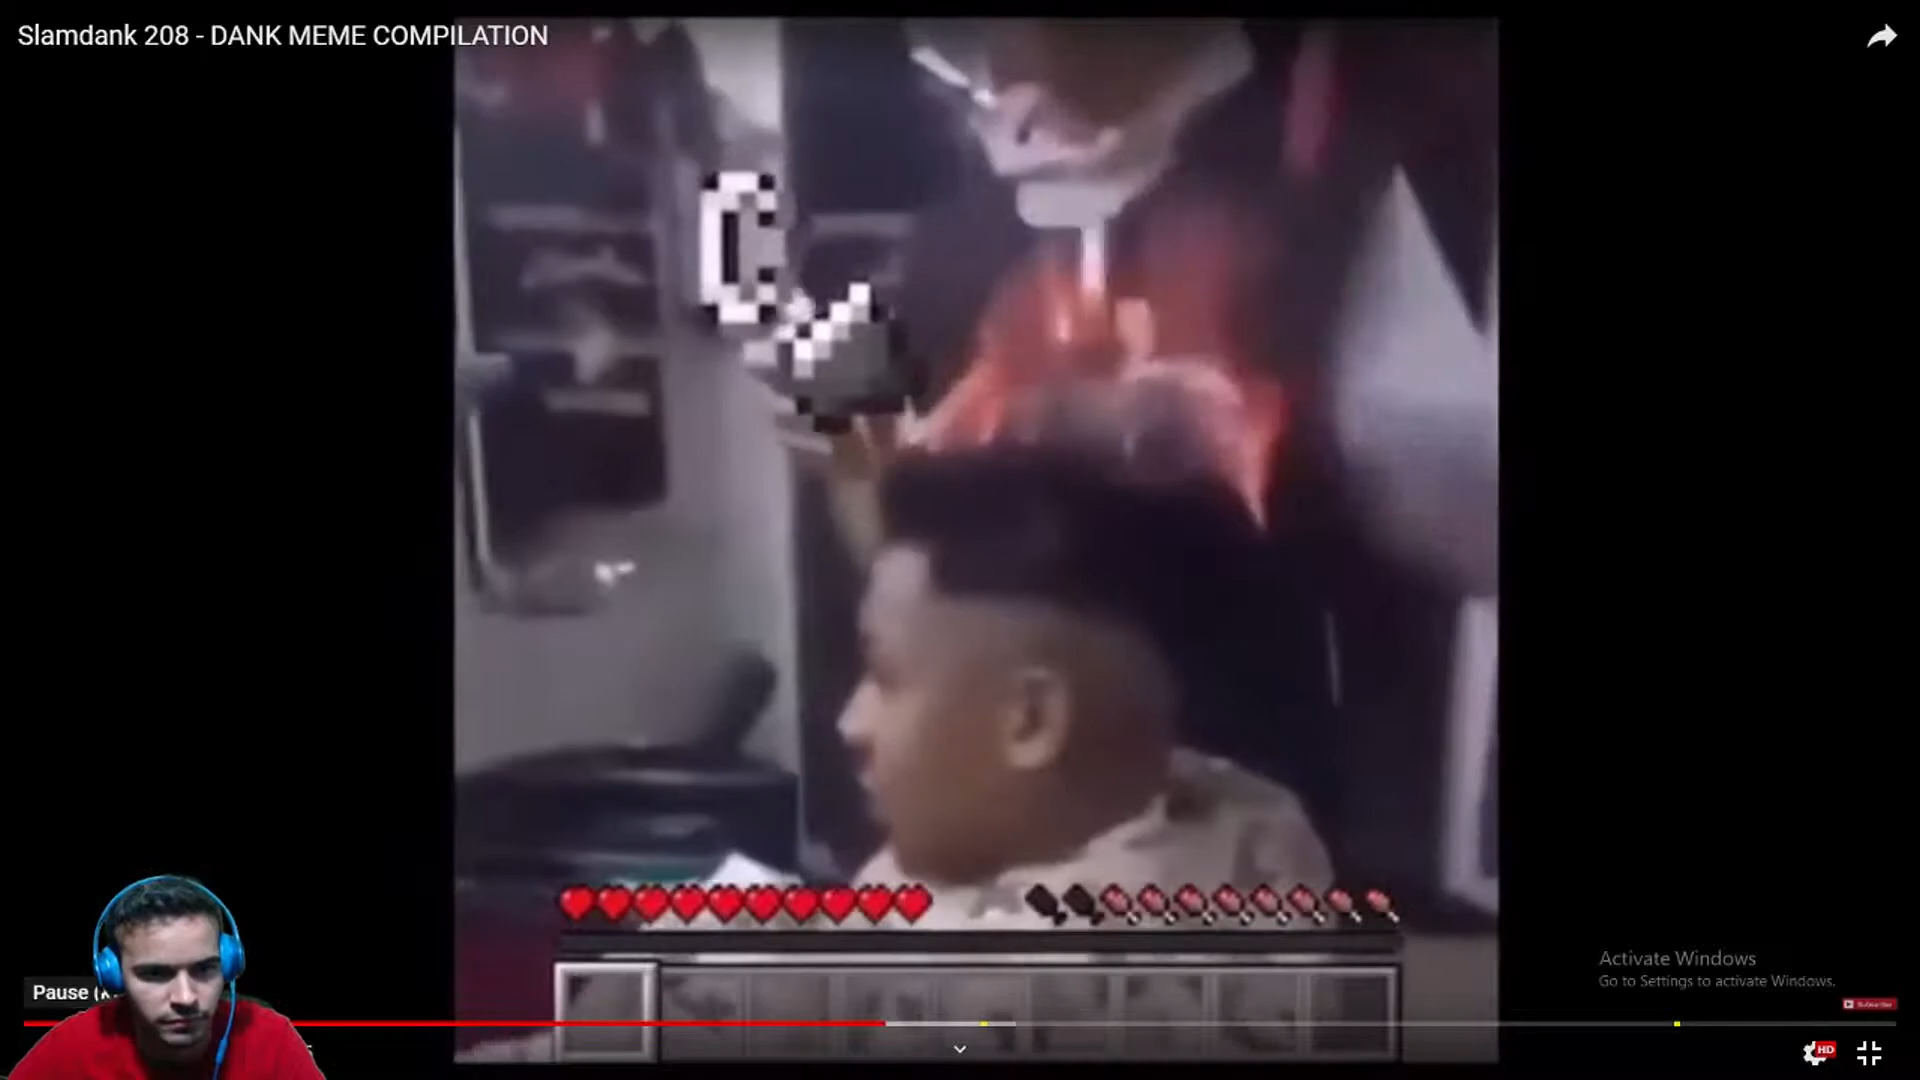 Slamdank 208 - DANK MEME COMPILATION
Activate Windows
Go to Settings to activate Windows.
Pause (k
HD